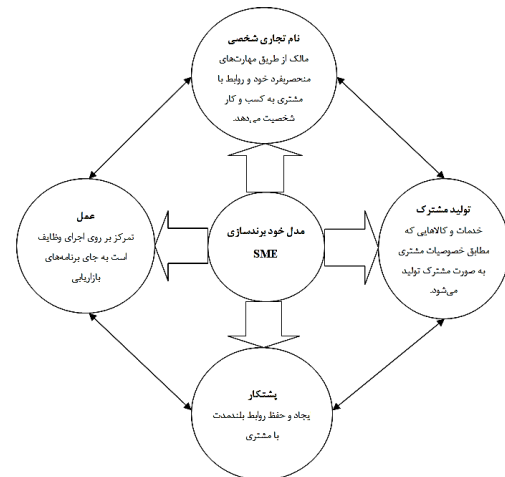 نام تجاری شخصی
مالک از طریق مهارت‌های
منحصربفرد خود و روابط با
مشتری به کسب و کار
شخصیت می‌دهد.
تولید مشترک
خدمات و کالاهایی که
مطابق خصوصیات مشتری
به صورت مشترک تولید
می‌شود.
مدل خود برندسازی
SME
عمل
تمرکز بر روی اجرای وظایف
است به جای برنامه‌های
بازاریابی
پشتکار
یجاد و حفظ روابط بلندمدت
با مشتری